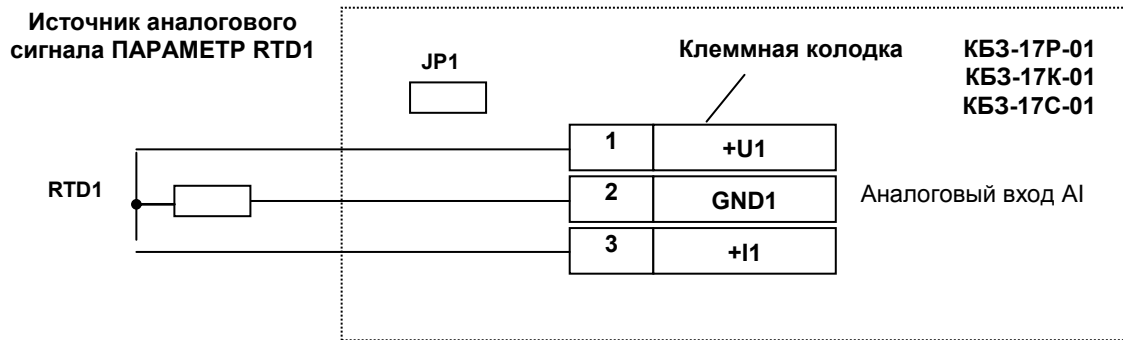 Источник аналогового
сигнала ПАРАМЕТР RTD1
JP1
Клеммная колодка
КБЗ-17Р-01
КБЗ-17К-01
КБЗ-17С-01
1 +U1
RTD1
2 GND1
Аналоговый вход AI
3 +I1